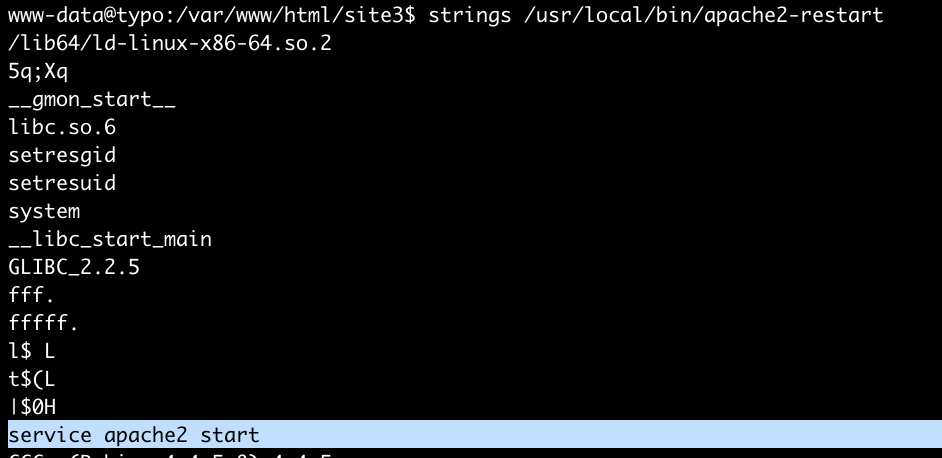 www-data@typo:/var/www/html/site3$ strings /usr/local/bin/apache2-restart
/lib64/ld-linux-x86-64.so.2
5q;Xq
__gmon_start__
libc.so.6
setresgid
setresuid
system
__libc_start_main
GLIBC_2.2.5
fff.
fffff.
l$ L
t$(L
|$0H
service apache2 start